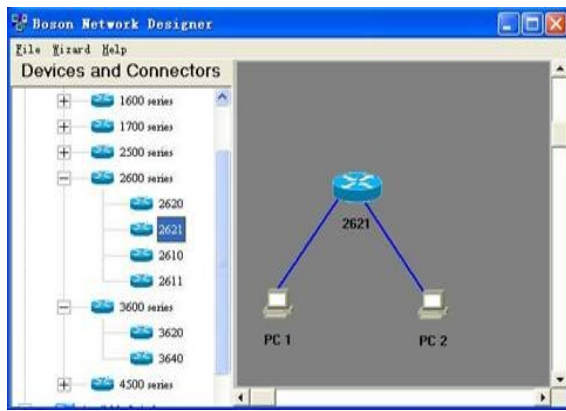 Boson Network Designer
File Wizard Help
Devices and Connectors
1600 series
1700 series
2500 series
2600 series
2620
2621
2610
2611
3600 series
3620
3640
4500 series
2621
PC 1
PC 2